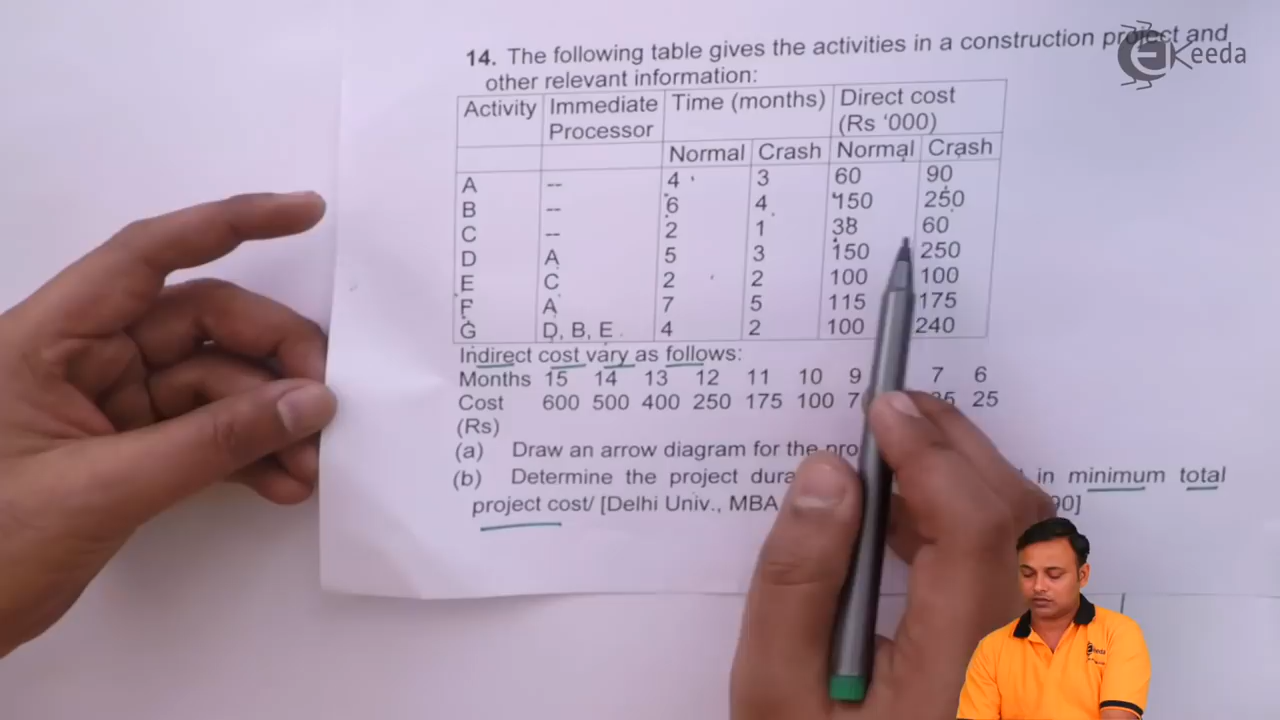 14. The following table gives the activities in a construction project and
other relevant information:
Activity Immediate Processor Time (months) Direct cost (Rs '000)
Normal Crash Normal Crash
A -- 4 3 60 90
B -- 6 4 150 250
C -- 2 1 38 60
D A 5 3 150 250
E C 2 2 100 100
F A 7 5 115 175
G D, B, E 4 2 100 240
Indirect cost vary as follows:
Months 15 14 13 12 11 10 9 7 6
Cost 600 500 400 250 175 100 25
(Rs)
(a) Draw an arrow diagram for the
(b) Determine the project in minimum total
project cost/ [Delhi Univ., MBA
Keeda